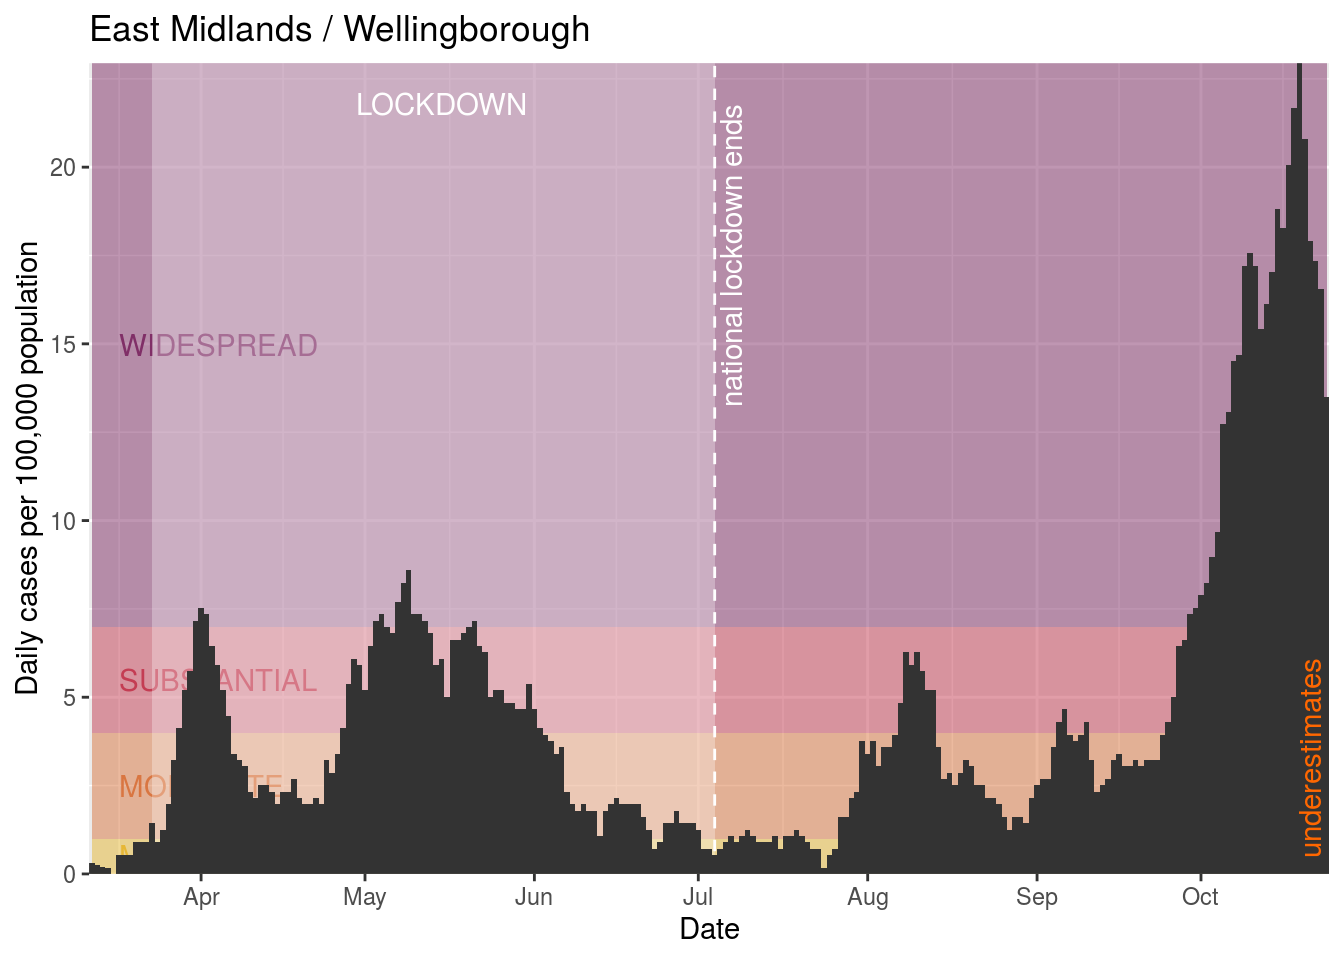 East Midlands / Wellingborough
LOCKDOWN
national lockdown ends
WIDESPREAD
SUBSTANTIAL
underestimates
Daily cases per 100,000 population
20
15
10
5
0
Apr
May
Jun
Jul
Aug
Sep
Oct
Date